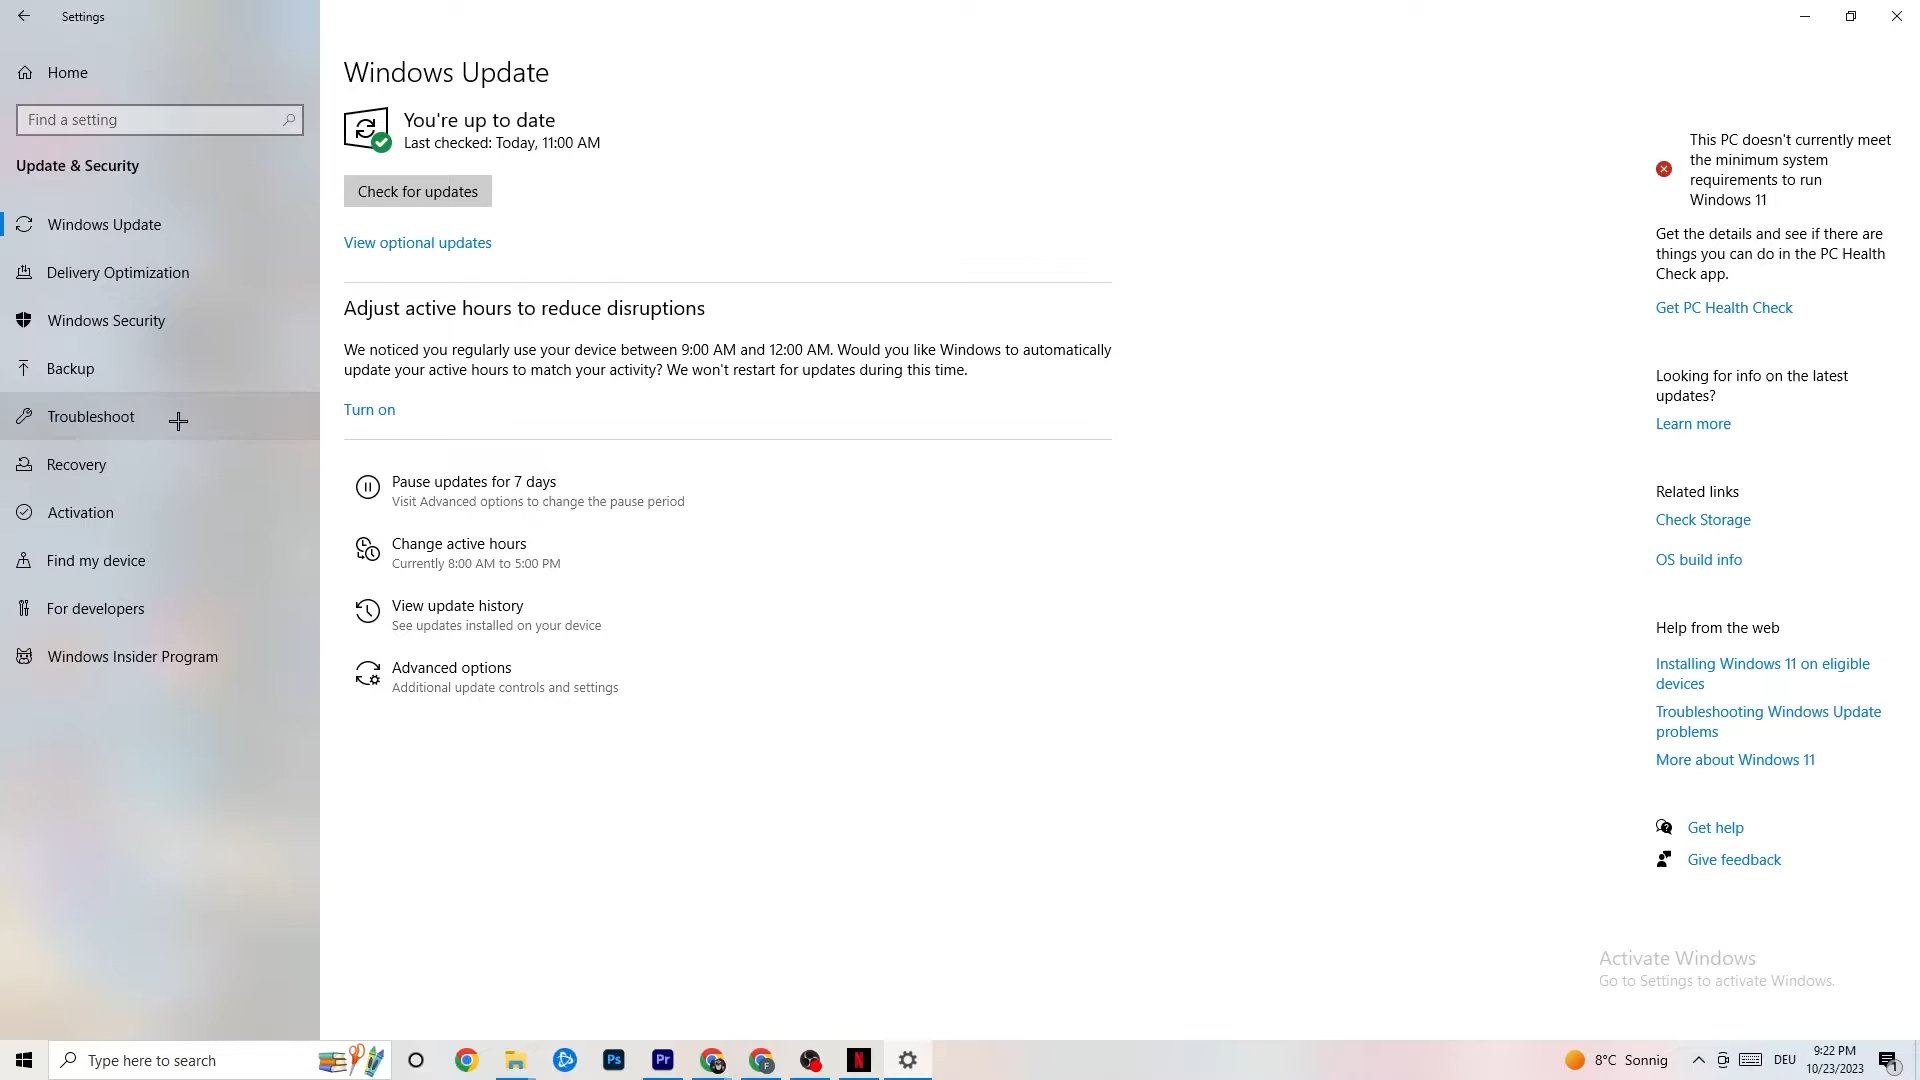 Settings
Home
Find a setting
Update & Security
Windows Update
Delivery Optimization
Windows Security
Backup
Troubleshoot
Recovery
Activation
Find my device
For developers
Windows Insider Program
Windows Update
You're up to date
Last checked: Today, 11:00 AM
Check for updates
View optional updates
Adjust active hours to reduce disruptions
We noticed you regularly use your device between 9:00 AM and 12:00 AM. Would you like Windows to automatically
update your active hours to match your activity? We won't restart for updates during this time.
Turn on
Pause updates for 7 days
Visit Advanced options to change the pause period
Change active hours
Currently 8:00 AM to 5:00 PM
View update history
See updates installed on your device
Advanced options
Additional update controls and settings
This PC doesn't currently meet
the minimum system
requirements to run
Windows 11
Get the details and see if there are
things you can do in the PC Health
Check app.
Get PC Health Check
Looking for info on the latest
updates?
Learn more
Related links
Check Storage
OS build info
Help from the web
Installing Windows 11 on eligible
devices
Troubleshooting Windows Update
problems
More about Windows 11
Get help
Give feedback
Activate Windows
Go to Settings to activate Windows.
Type here to search
Ps
Pr
F
N
8°C Sonnig
DEU
9:22 PM
10/23/2023
1